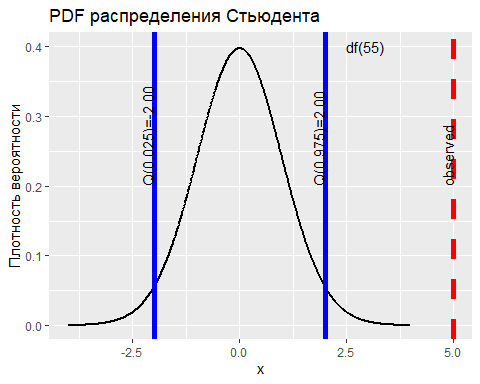 PDF распределения Стьюдента
df(55)
Плотность вероятности
0.4
0.3
0.2
0.1
0.0
Q(0.025)=-2.00
Q(0.975)=2.00
observed
-2.5
0.0
2.5
5.0
x